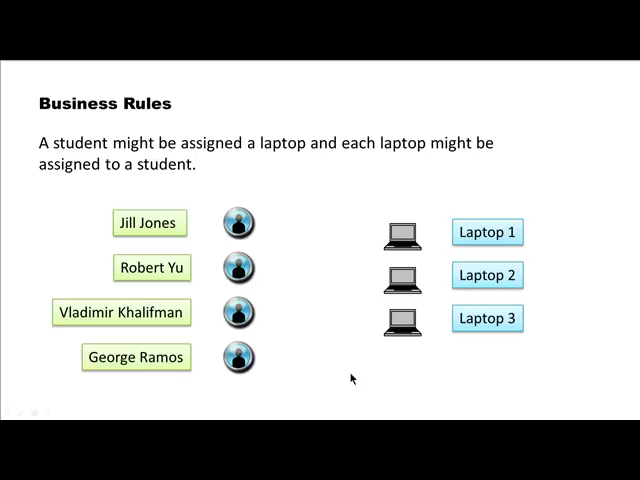 Business Rules
A student might be assigned a laptop and each laptop might be
assigned to a student.
Jill Jones
Laptop 1
Robert Yu
Laptop 2
Vladimir Khalifman
Laptop 3
George Ramos